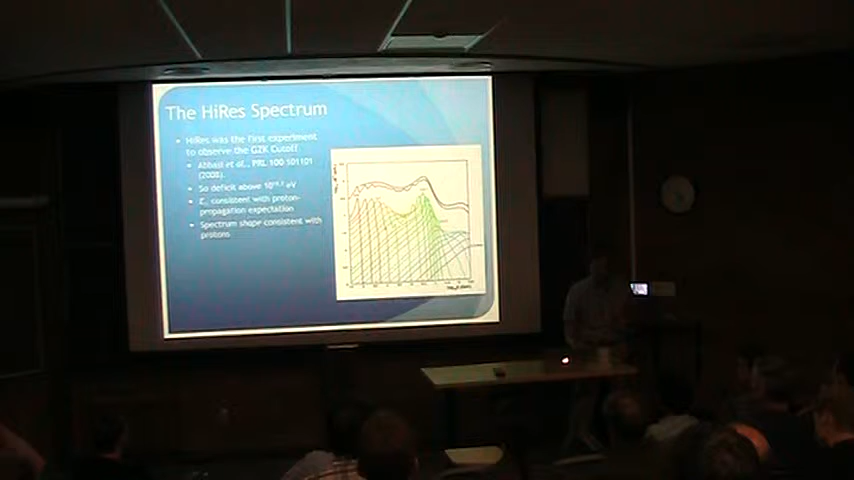 The HiRes Spectrum
HiRes was the first experiment
to observe the GZK Cutoff
Abbasi et al., PRL 100 101101
(2008).
5σ deficit above 10^19.8 eV
consistent with proton-
propagation expectation
Spectrum shape consistent with
protons